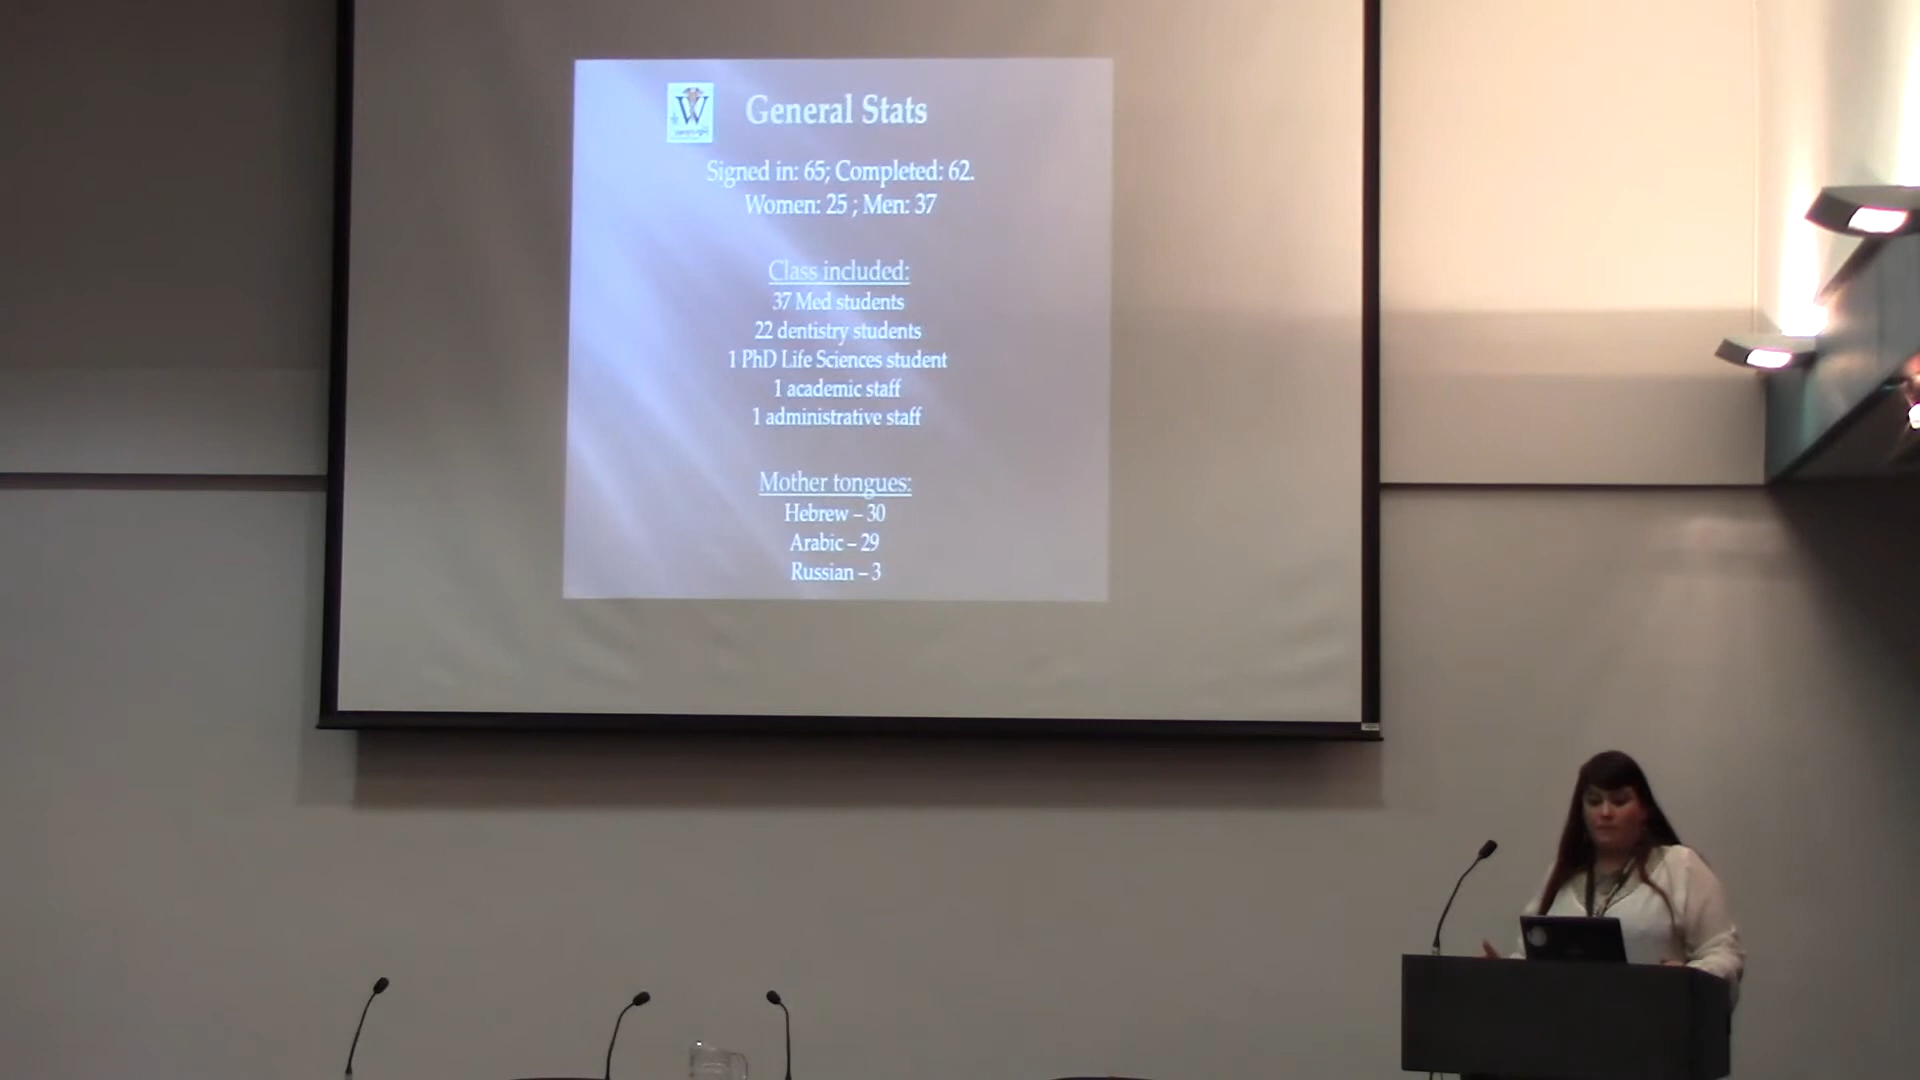 W
General Stats
Signed in: 65; Completed: 62.
Women: 25 ; Men: 37
Class included:
37 Med students
22 dentistry students
1 PhD Life Sciences student
1 academic staff
1 administrative staff
Mother tongues:
Hebrew – 30
Arabic – 29
Russian – 3